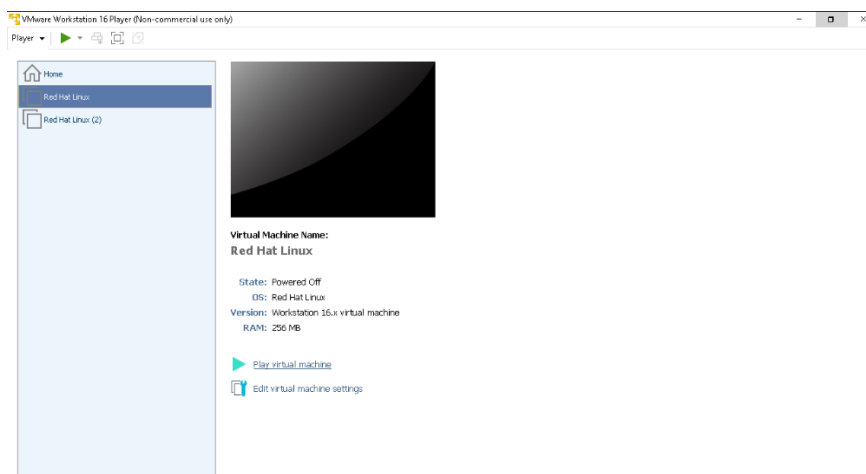 VMware Workstation 16 Player (Non-commercial use only)
Player
Home
Red Hat Linux
Red Hat Linux (2)
Virtual Machine Name:
Red Hat Linux
State: Powered Off
OS: Red Hat Linux
Version: Workstation 16.x virtual machine
RAM: 256 MB
Play virtual machine
Edit virtual machine settings